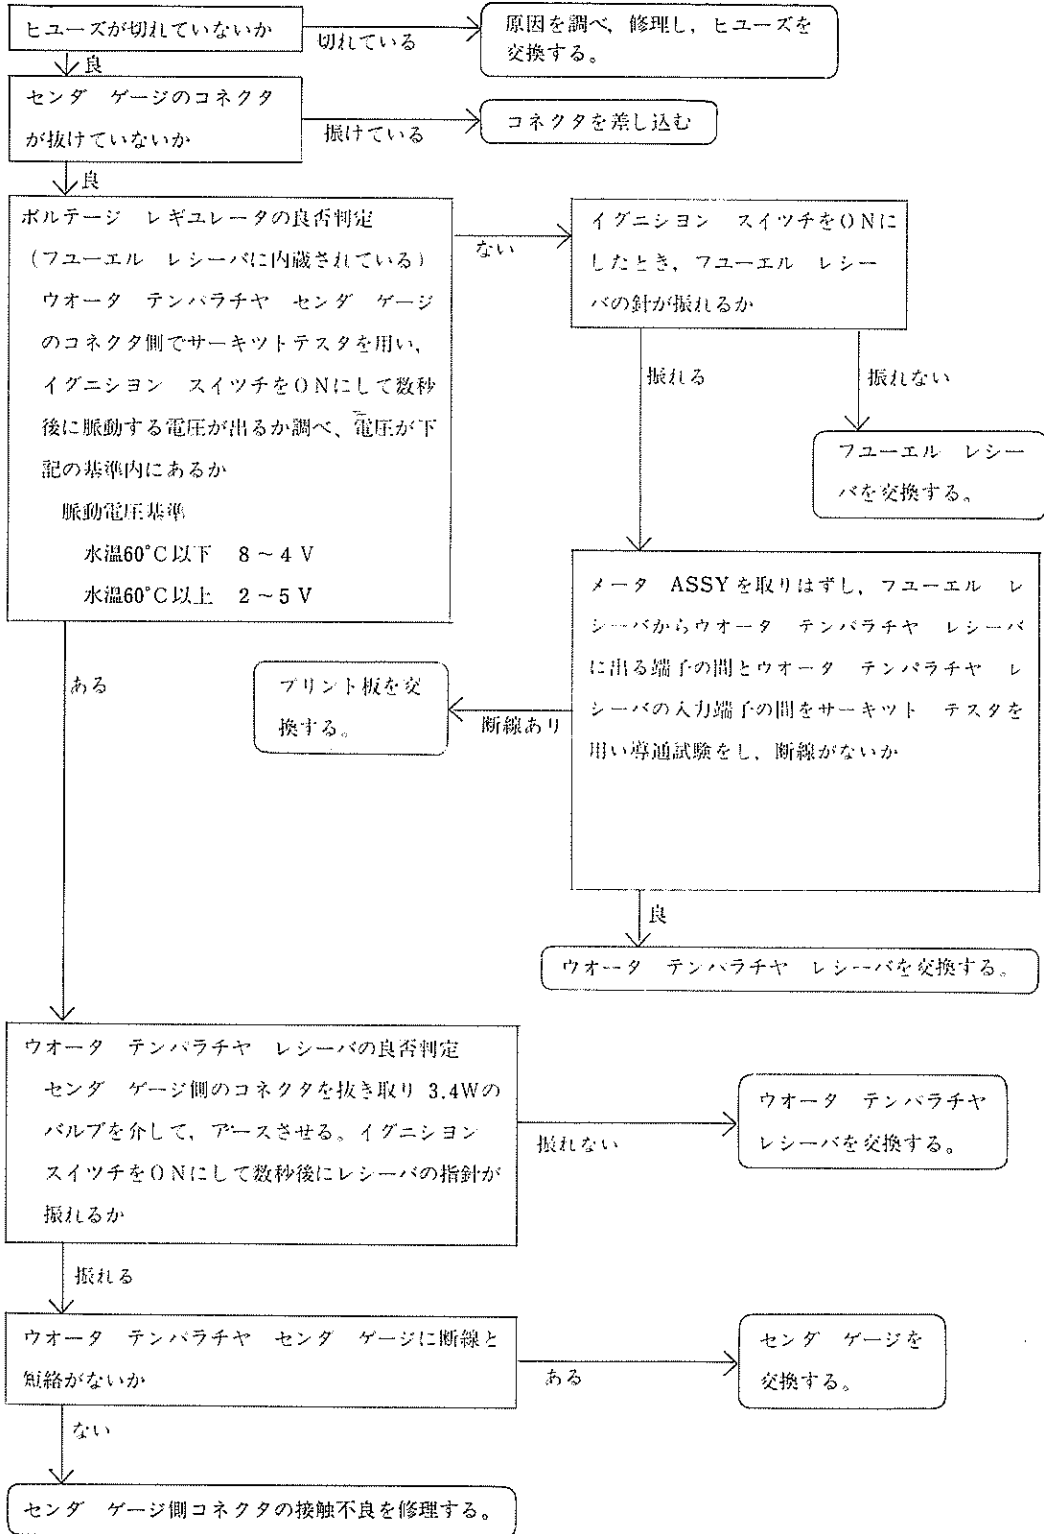 ヒユーズが切れていないか
切れている
原因を調べ，修理し，ヒユーズを
交換する。
良
センダ　ゲージのコネクタ
が抜けていないか
振けている
コネクタを差し込む
良
ボルテージ　レギユレータの良否判定
（フユーエル　レシーバに内蔵されている）
ウオータ　テンパラチヤ　センダ　ゲージ
のコネクタ側でサーキツトテスタを用い、
イグニシヨン　スイツチをＯＮにして数秒
後に脈動する電圧が出るか調べ、電圧が下
記の基準内にあるか
脈動電圧基準
水温60°C以下　8～4 V
水温60°C以上　2～5 V
ない
イグニシヨン　スイツチをＯＮに
したとき，フユーエル　レシー
バの針が振れるか
振れる
振れない
フユーエル　レシー
バを交換する。
メータ　ASSYを取りはずし，フユーエル　レ
シーバからウオータ　テンパラチヤ　レシーバ
に出る端子の間とウオータ　テンパラチヤ　レ
シーバの入力端子の間をサーキツト　テスタを
用い導通試験をし，断線がないか
断線あり
プリント板を交
換する。
良
ウオータ　テンパラチヤ　レシーバを交換する。
ある
ウオータ　テンパラチヤ　レシーバの良否判定
センダ　ゲージ側のコネクタを抜き取り 3.4Wの
バルブを介して，アースさせる。イグニシヨン
スイツチをＯＮにして数秒後にレシーバの指針が
振れるか
振れない
ウオータ　テンパラチヤ
レシーバを交換する。
振れる
ウオータ　テンパラチヤ　センダ　ゲージに断線と
短絡がないか
ある
センダ　ゲージを
交換する。
ない
センダ　ゲージ側コネクタの接触不良を修理する。